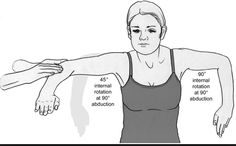 45°
internal
rotation
at 90°
abduction
90°
internal
rotation
at 90°
abduction